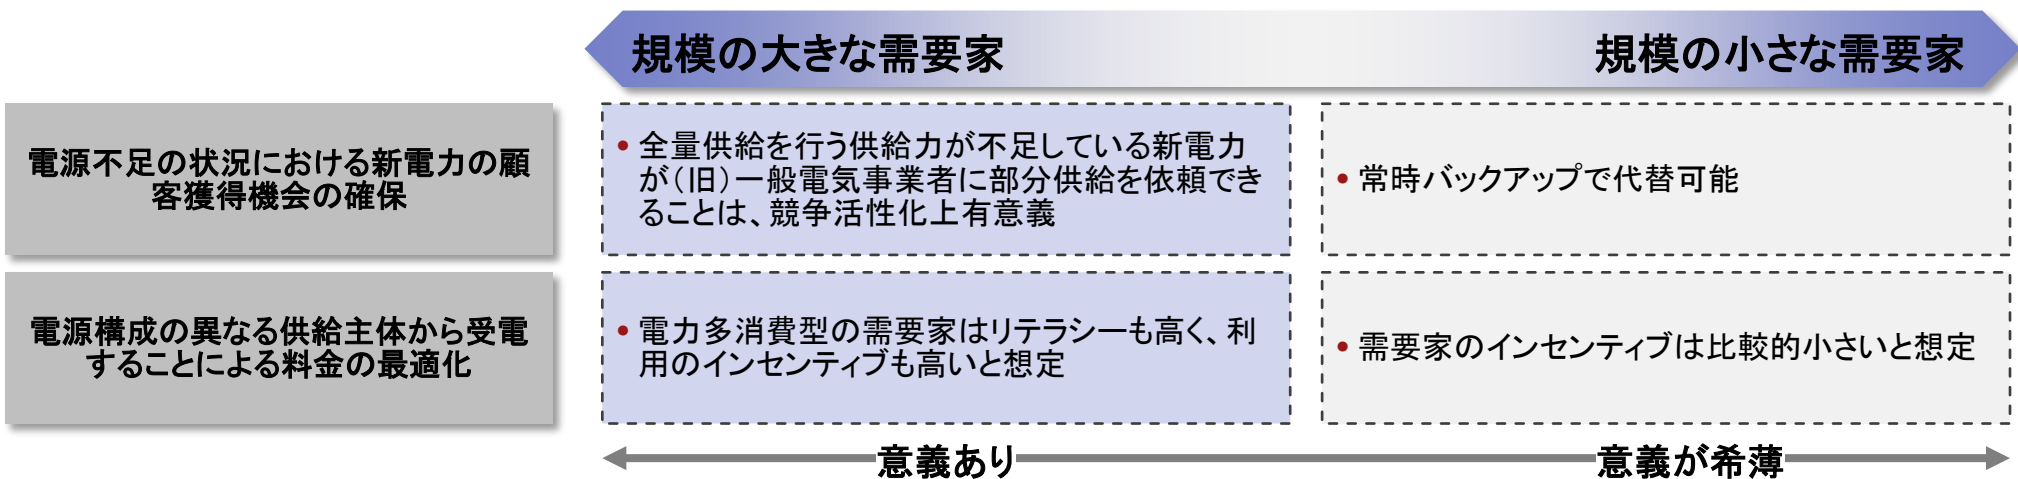 規模の大きな需要家
規模の小さな需要家
電源不足の状況における新電力の顧
客獲得機会の確保
• 全量供給を行う供給力が不足している新電力
が（旧）一般電気事業者に部分供給を依頼でき
ることは、競争活性化上有意義
• 常時バックアップで代替可能
電源構成の異なる供給主体から受電
することによる料金の最適化
• 電力多消費型の需要家はリテラシーも高く、利
用のインセンティブも高いと想定
• 需要家のインセンティブは比較的小さいと想定
意義あり
意義が希薄